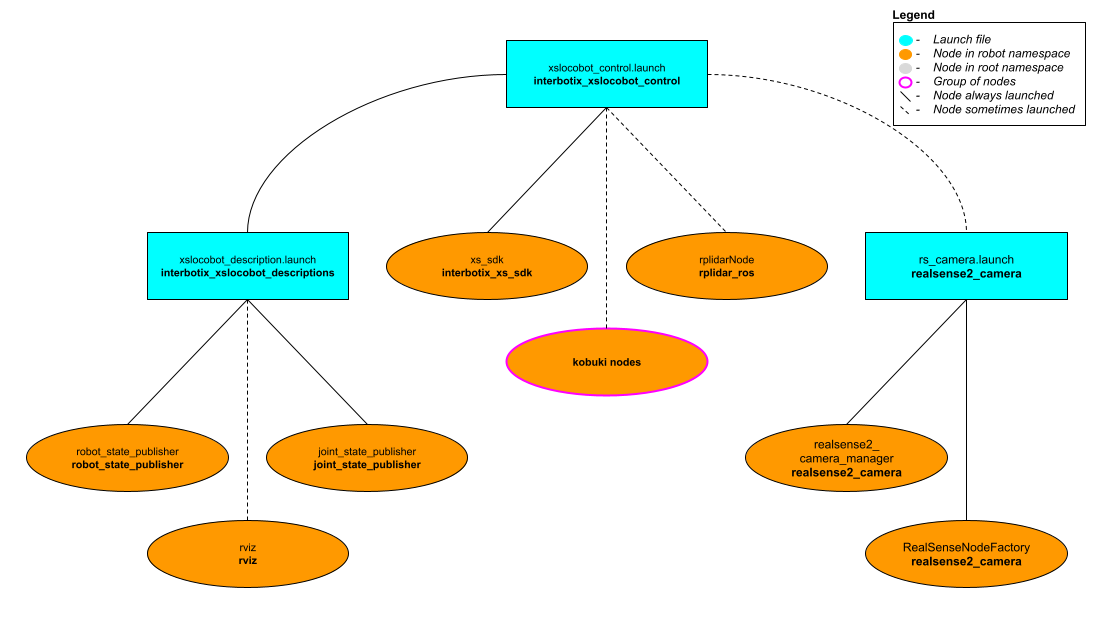 Legend
- Launch file
- Node in robot namespace
- Node in root namespace
- Group of nodes
- Node always launched
- Node sometimes launched
xslocobot_control.launch
interbotix_xslocobot_control
xslocobot_description.launch
interbotix_xslocobot_descriptions
xs_sdk
interbotix_xs_sdk
rplidarNode
rplidar_ros
rs_camera.launch
realsense2_camera
kobuki nodes
robot_state_publisher
robot_state_publisher
joint_state_publisher
joint_state_publisher
realsense2_
camera_manager
realsense2_camera
rviz
rviz
RealSenseNodeFactory
realsense2_camera